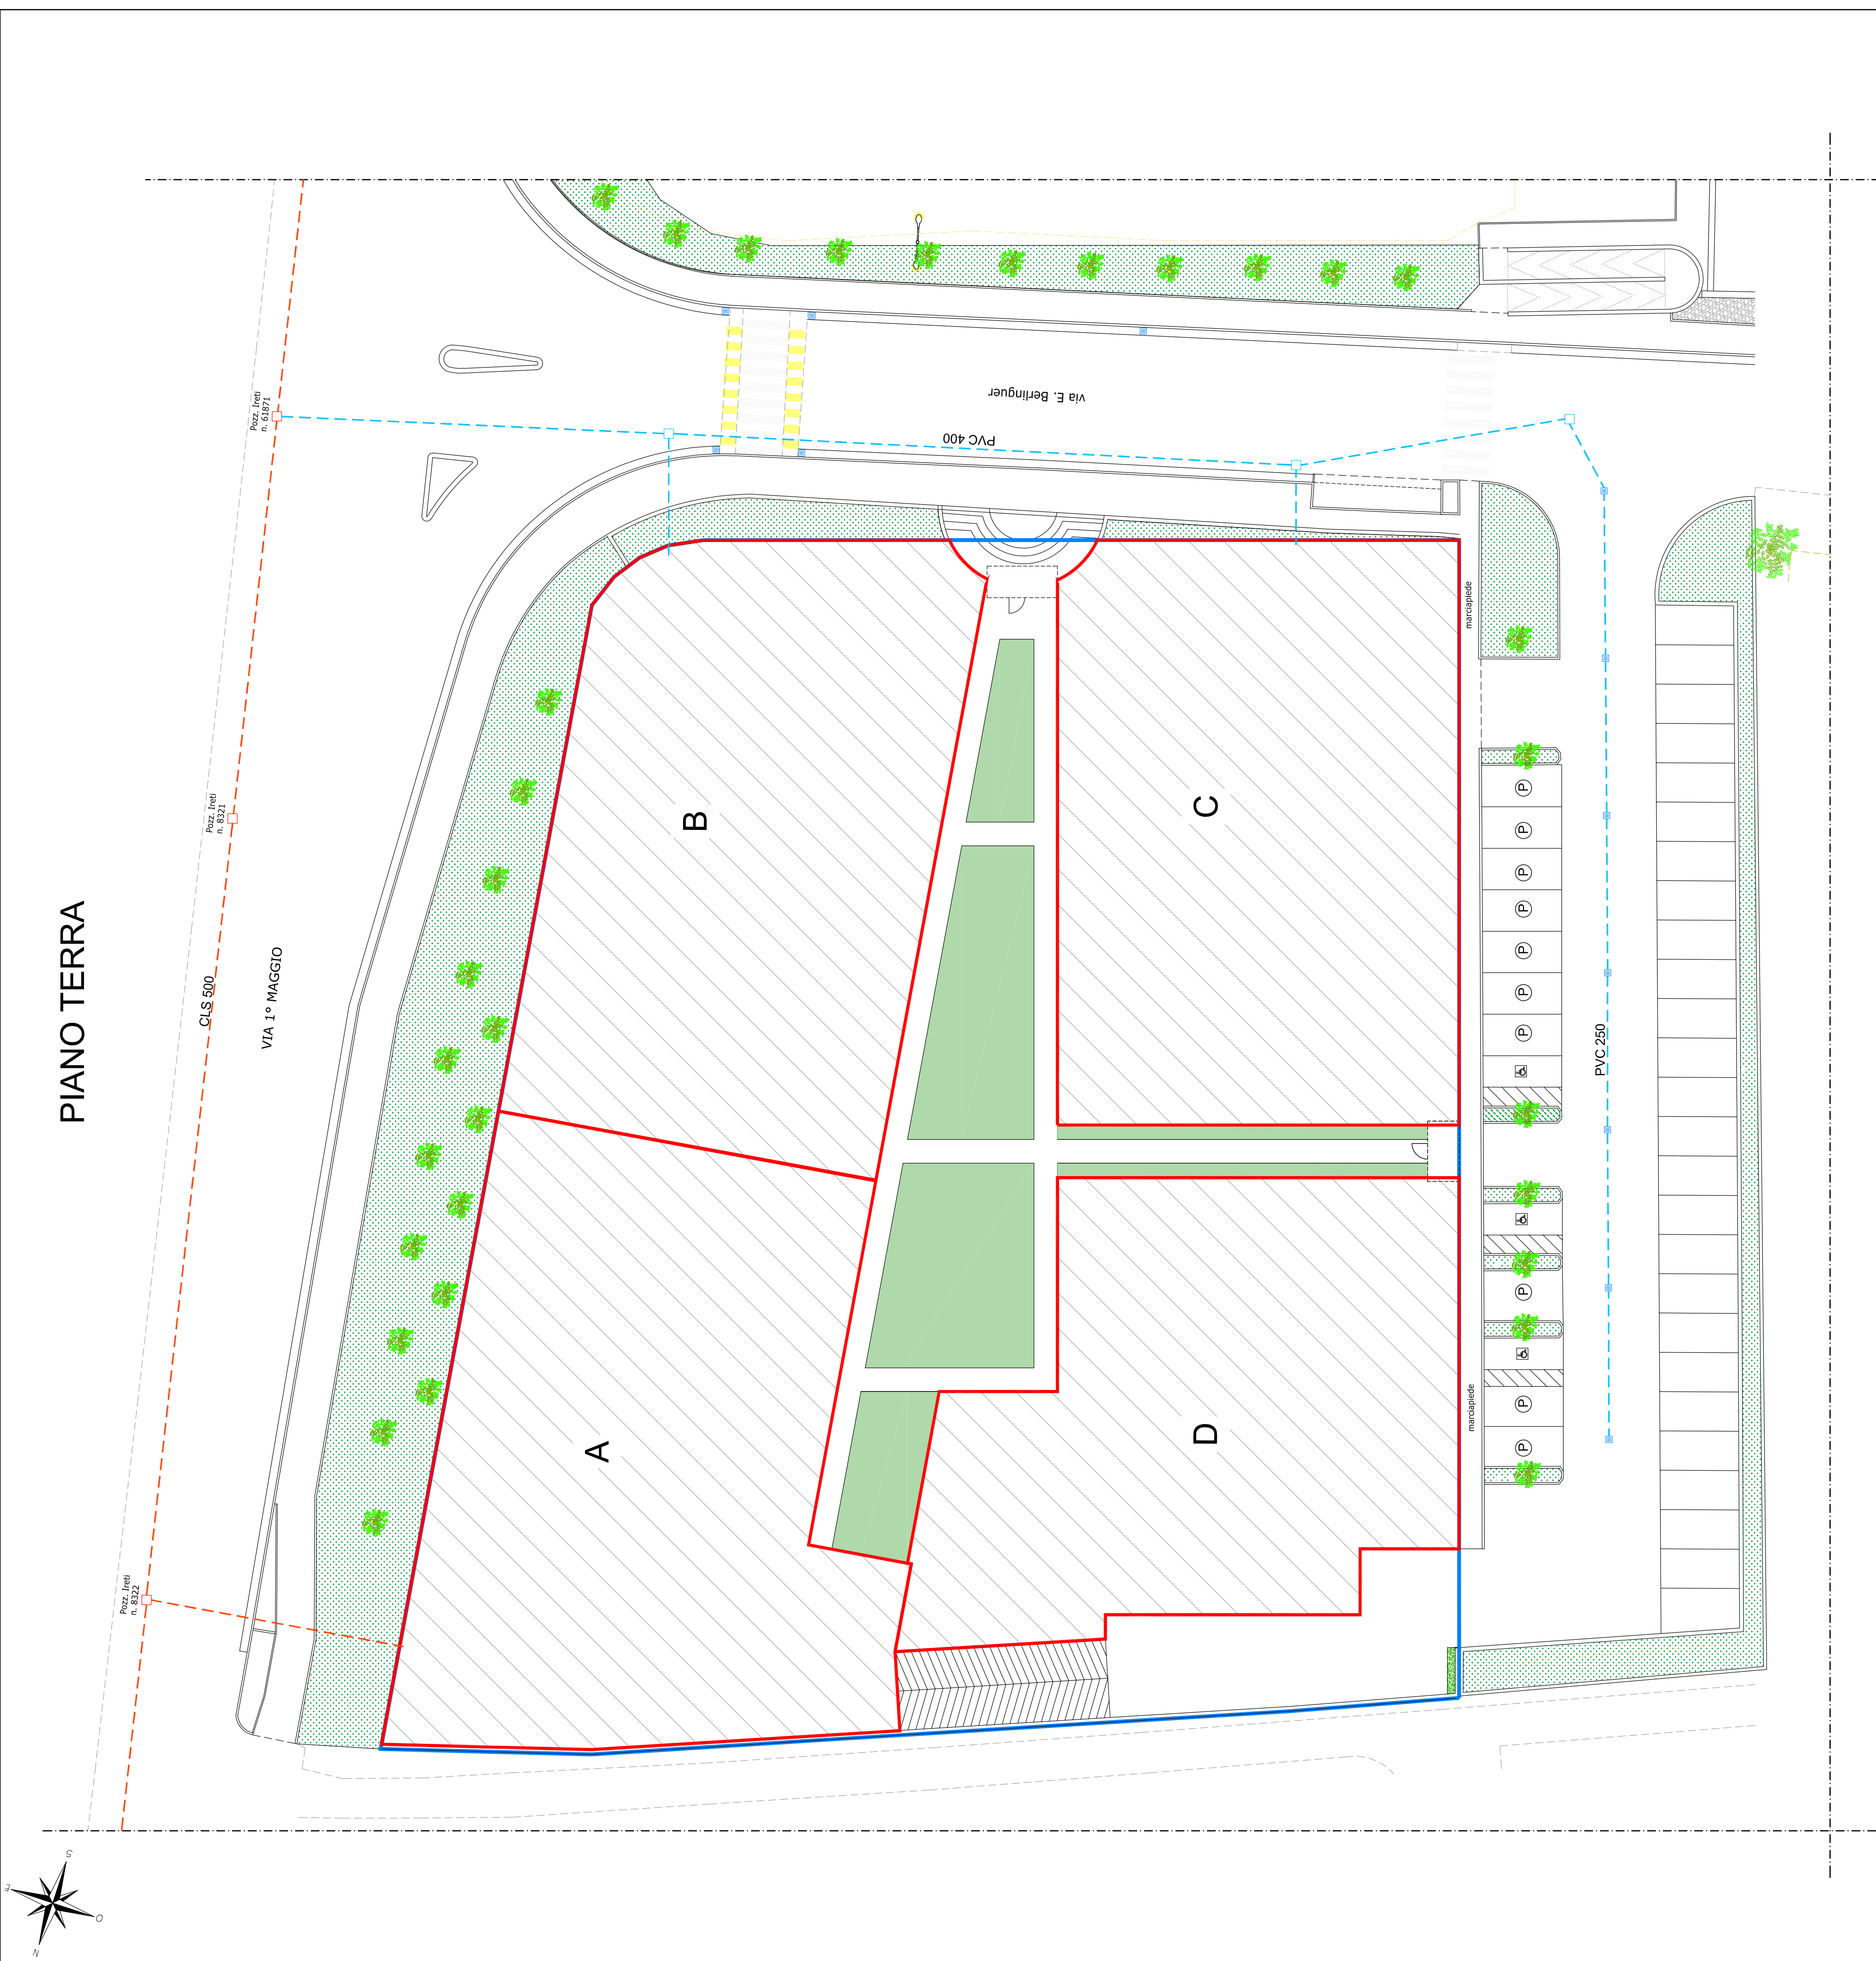 PIANO TERRA
via E. Berlinguer
PVC 400
Pozz. Ireti
n. 61871
Pozz. Ireti
n. 8321
CLS 500
VIA 1° MAGGIO
Pozz. Ireti
n. 8322
B
C
A
D
marciapiede
marciapiede
P
P
P
P
P
P
P
P
P
P
PVC 250
S
E
O
N